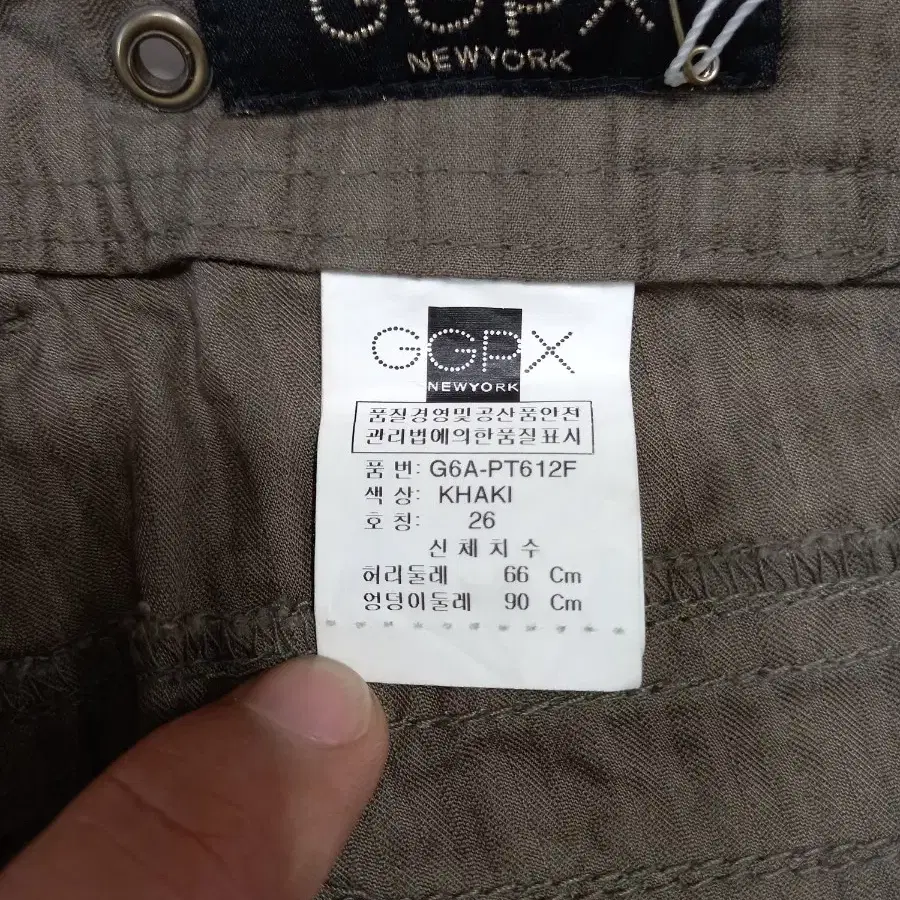 GGPX
NEWYORK
GGPX
NEWYORK
품질경영및공산품안전
관리법에의한품질표시
품 번: G6A-PT612F
색 상: KHAKI
호 칭: 26
신 체 치 수
허리둘레 66 Cm
엉덩이둘레 90 Cm